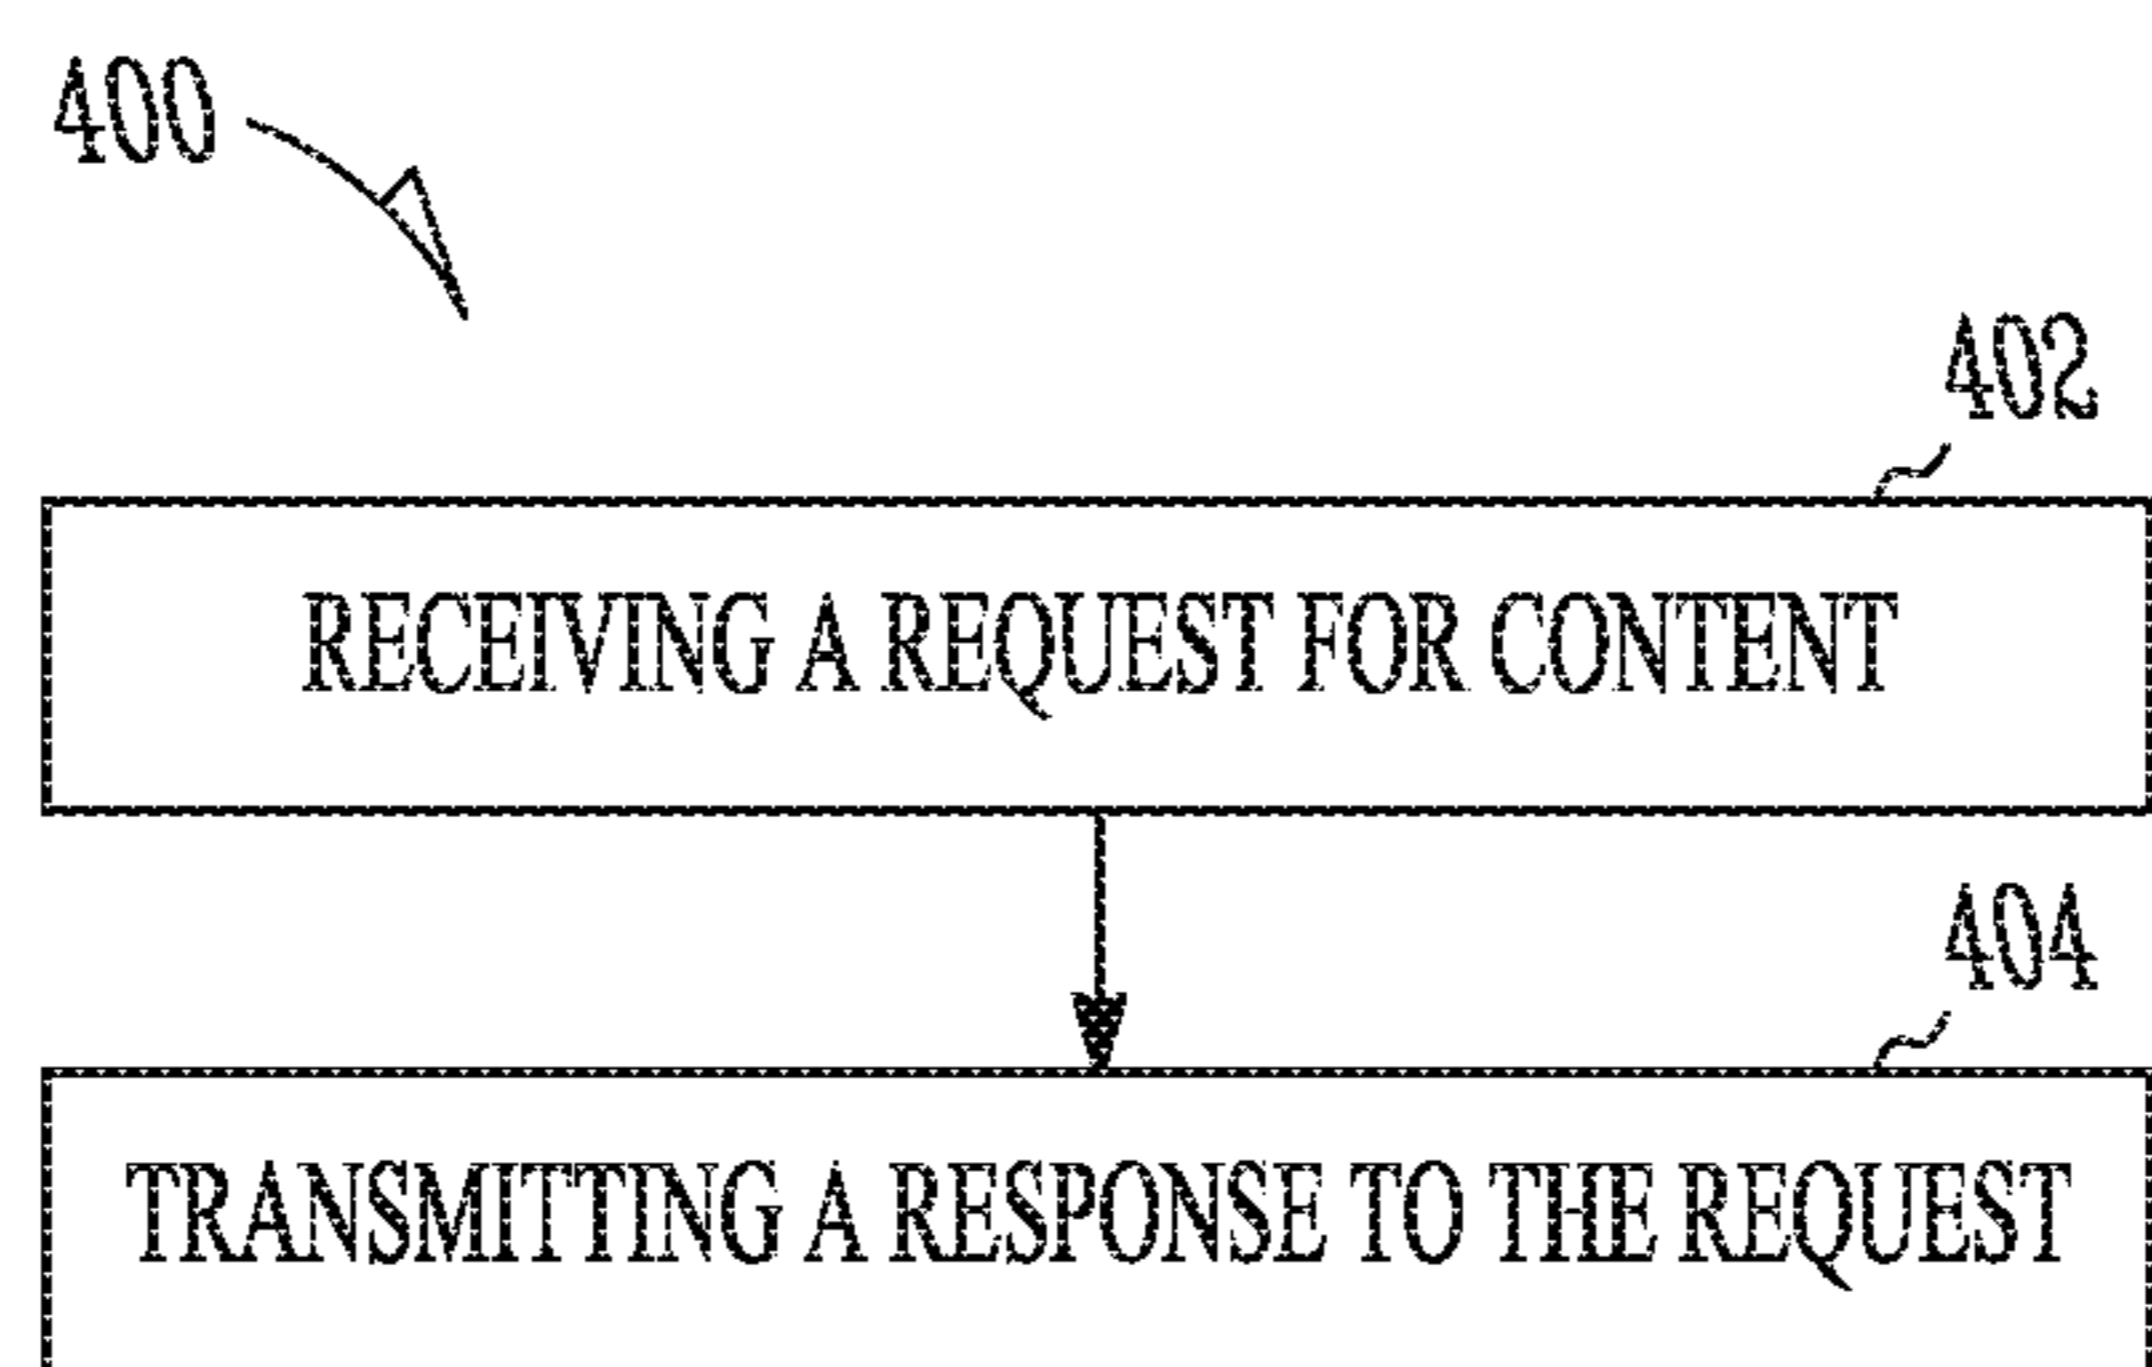 400
402
RECEIVING A REQUEST FOR CONTENT
404
TRANSMITTING A RESPONSE TO THE REQUEST